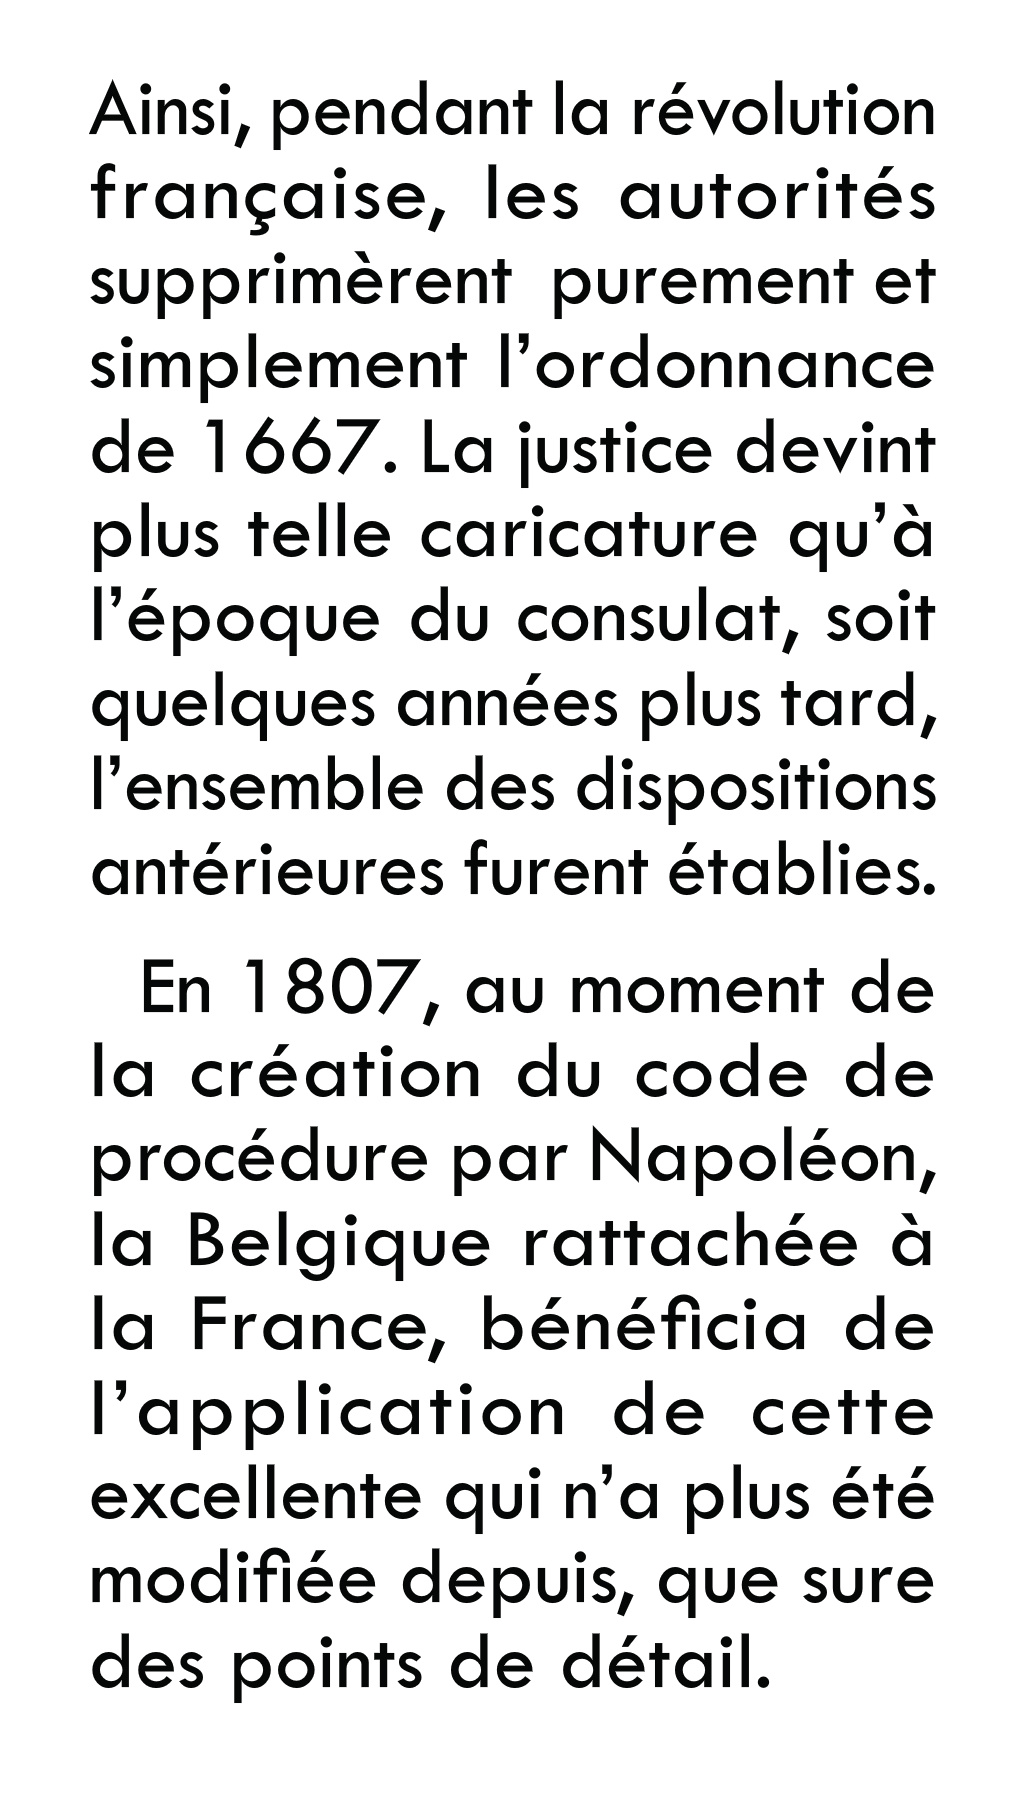 Ainsi, pendant la révolution
française, les autorités
supprimèrent purement et
simplement l’ordonnance
de 1667. La justice devint
plus telle caricature qu’à
l’époque du consulat, soit
quelques années plus tard,
l’ensemble des dispositions
antérieures furent établies.
En 1807, au moment de
la création du code de
procédure par Napoléon,
la Belgique rattachée à
la France, bénéficia de
l’application de cette
excellente qui n’a plus été
modifiée depuis, que sure
des points de détail.